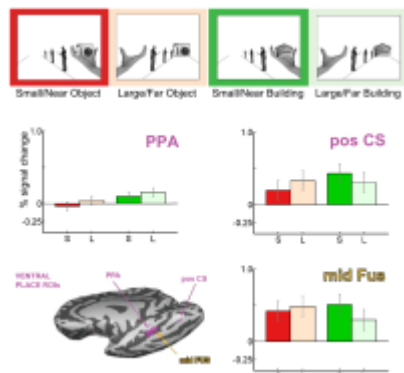 Small/Near Object Large/Far Object Small/Near Building Large/Far Building
PPA
pos CS
1.0
1.0
% signal change
0
0
-0.25
-0.25
S L S L
S L S L
VENTRAL
PLACE ROIs
PPA
pos CS
mid FUS
mid Fus
1.0
0
-0.25